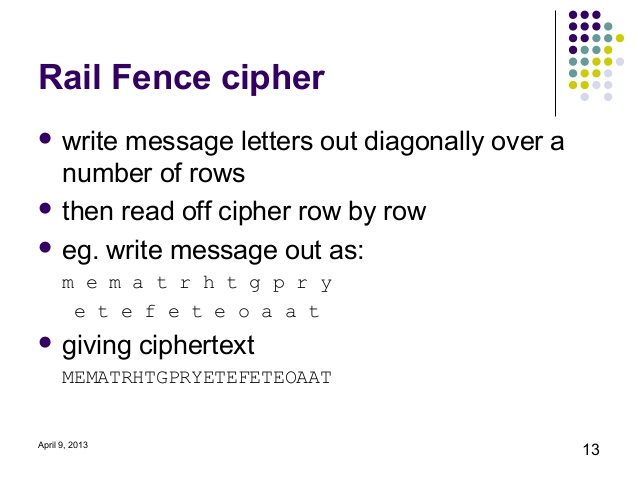 Rail Fence cipher
write message letters out diagonally over a
number of rows
then read off cipher row by row
eg. write message out as:
m e m a t r h t g p r y
e t e f e t e o a a t
giving ciphertext
MEMATRHTGPRYETEFETEOAAT
April 9, 2013
13